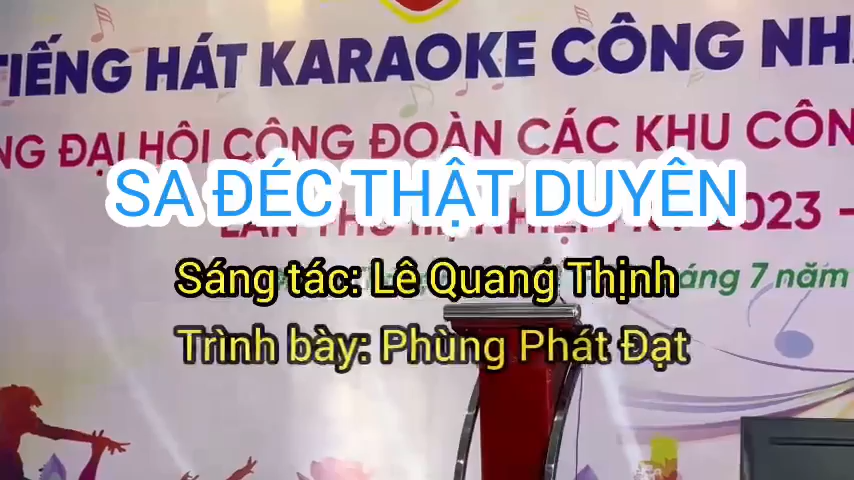 TIẾNG HÁT KARAOKE CÔNG NH
NG ĐẠI HỘI CÔNG ĐOÀN CÁC KHU CÔN
SA ĐÉC THẬT DUYÊN
2023 -
Sáng tác: Lê Quang Thịnh
áng 7 năm
Trình bày: Phùng Phát Đạt